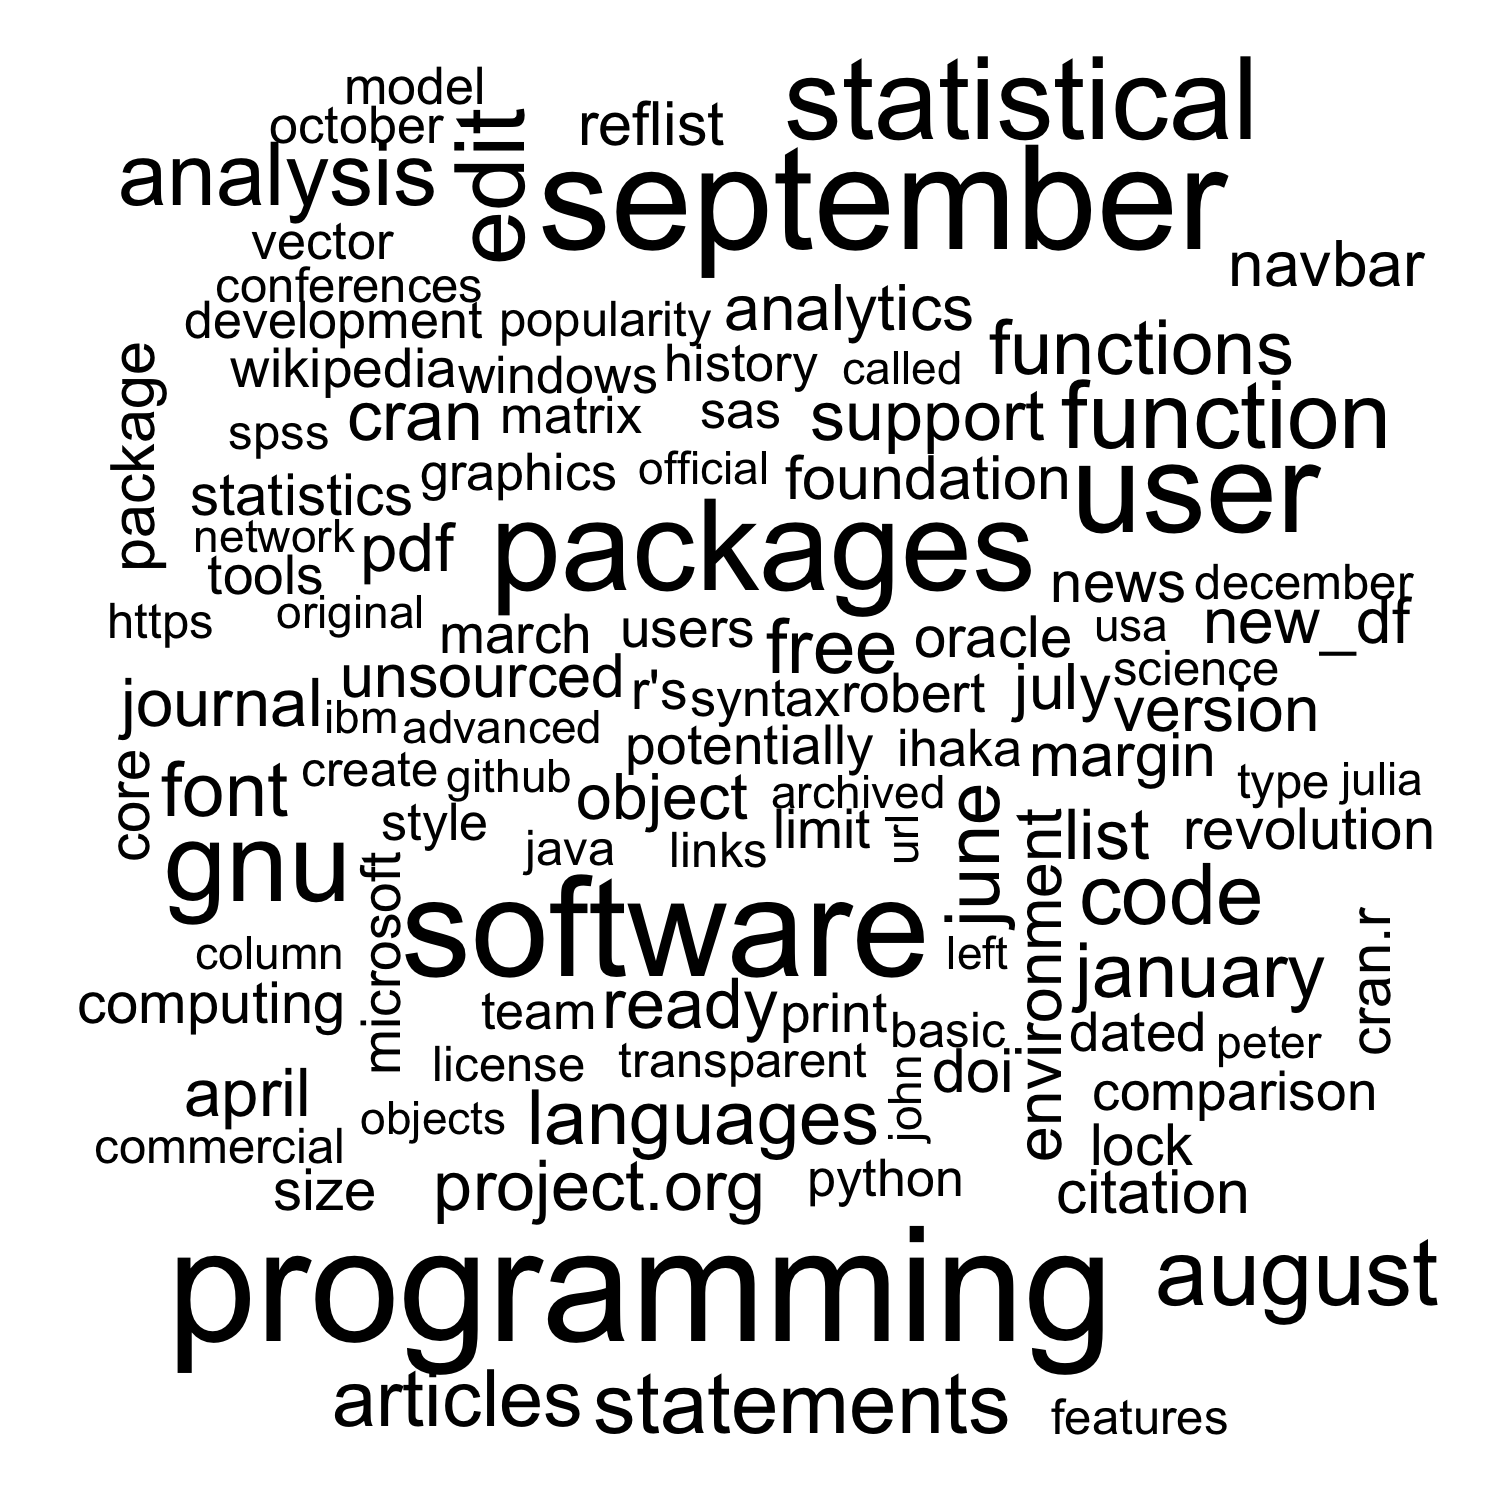 model
statistical
october
edit
reflist
analysis
september
vector
navbar
conferences
development
popularity
analytics
functions
wikipedia
windows
history
called
package
cran
matrix
sas
support
function
spss
graphics
official
foundation
user
statistics
network
pdf
packages
tools
news
december
https
original
march
users
free
oracle
usa
new_df
unsourced
r's
syntax
robert
july
science
journal
ibm
advanced
version
potentially
ihaka
margin
core
font
create
github
object
archived
type
julia
style
java
links
limit
url
june
environment
list
revolution
gnu
microsoft
software
code
column
left
january
cran.r
computing
team
ready
print
basic
dated
peter
license
transparent
john
doi
april
comparison
objects
languages
commercial
lock
size
project.org
python
citation
programming
august
articles
statements
features